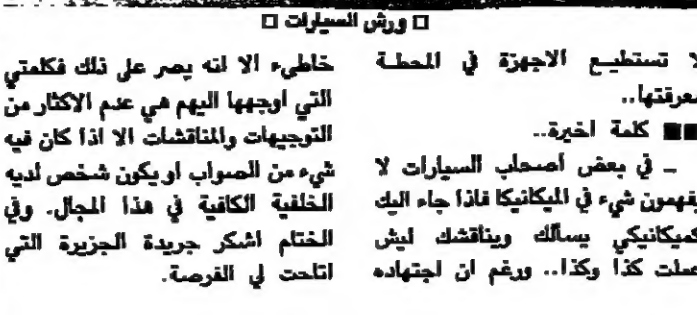 □ ورش السيارات □
لا تستطيع الاجهزة في المحطة
معرفتها..
■■ كلمة اخيرة..
ـ في بعض اصحاب السيارات لا
يفهمون شيء في الميكانيكا فاذا جاء اليك
كميكانيكي يسألك ويناقشك ليش
عملت كذا وكذا.. ورغم ان اجتهاده
خاطيء الا انه يصر على ذلك فكلمتي
التي اوجهها اليهم هي عدم الاكثار من
التوجيهات والمناقشات الا اذا كان فيه
شيء من الصواب او يكون شخص لديه
الخلفية الكافية في هذا المجال. وفي
الختام اشكر جريدة الجزيرة التي
اتاحت لي الفرصة.